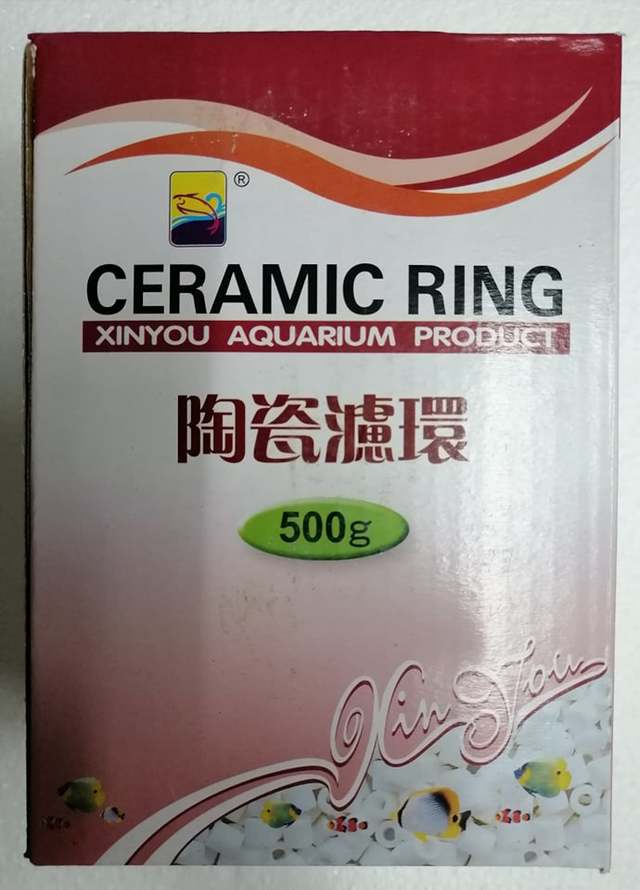 ®
CERAMIC RING
XINYOU AQUARIUM PRODUCT
陶瓷濾環
500g
Xin You